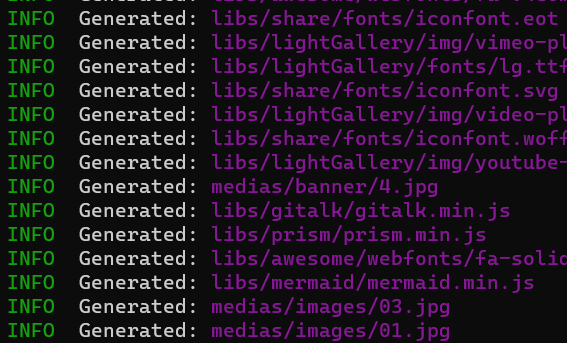 INFO  Generated: libs/share/fonts/iconfont.eot
INFO  Generated: libs/lightGallery/img/vimeo-pl
INFO  Generated: libs/lightGallery/fonts/lg.ttf
INFO  Generated: libs/share/fonts/iconfont.svg
INFO  Generated: libs/lightGallery/img/video-pl
INFO  Generated: libs/share/fonts/iconfont.woff
INFO  Generated: libs/lightGallery/img/youtube-
INFO  Generated: medias/banner/4.jpg
INFO  Generated: libs/gitalk/gitalk.min.js
INFO  Generated: libs/prism/prism.min.js
INFO  Generated: libs/awesome/webfonts/fa-solid
INFO  Generated: libs/mermaid/mermaid.min.js
INFO  Generated: medias/images/03.jpg
INFO  Generated: medias/images/01.jpg